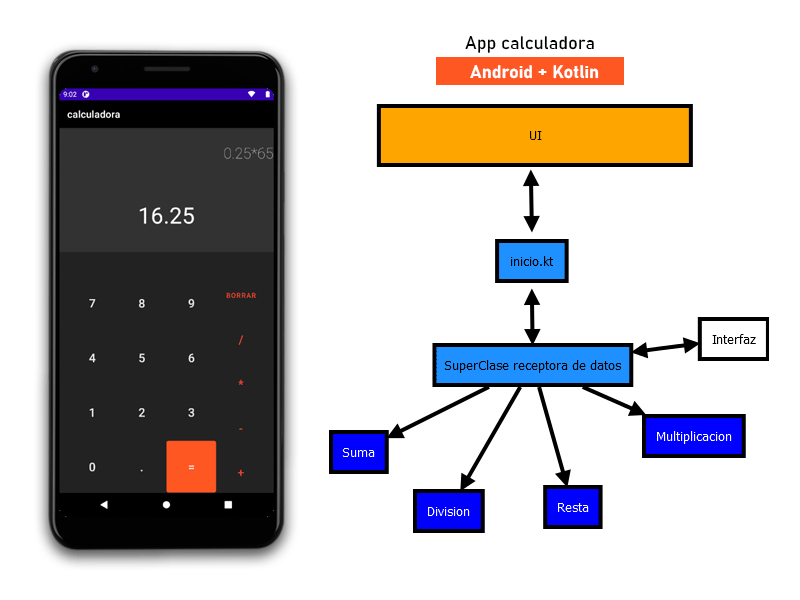 App calculadora
Android + Kotlin
9:02
calculadora
0.25*65
16.25
7 8 9 BORRAR
/
4 5 6
*
1 2 3
-
0 . = +
UI
inicio.kt
SuperClase receptora de datos
Interfaz
Suma
Division
Resta
Multiplicacion